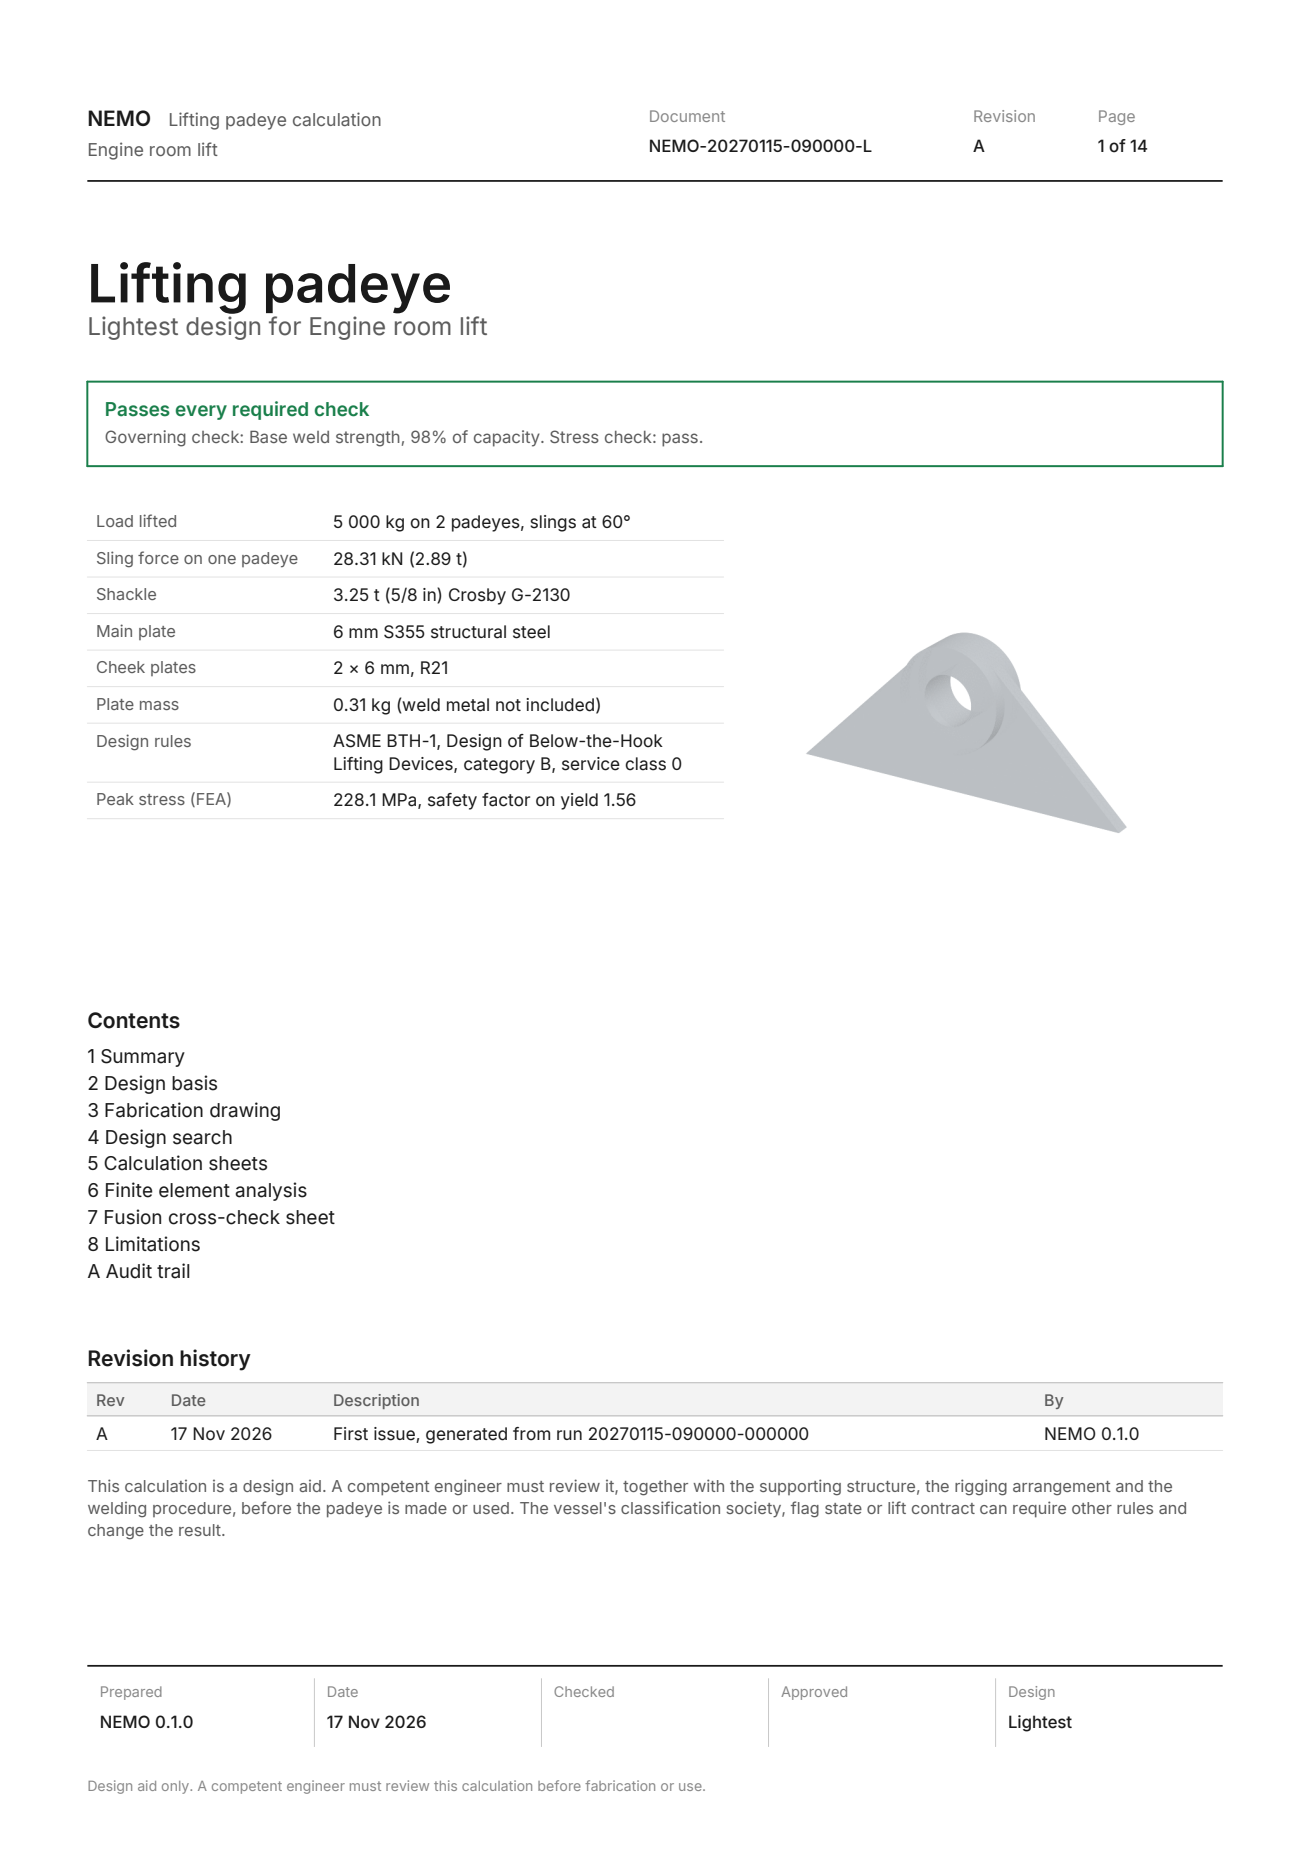 NEMO Lifting padeye calculation
Engine room lift
Document
NEMO-20270115-090000-L
Revision
A
Page
1 of 14
Lifting padeye
Lightest design for Engine room lift
Passes every required check
Governing check: Base weld strength, 98% of capacity. Stress check: pass.
Load lifted 5 000 kg on 2 padeyes, slings at 60°
Sling force on one padeye 28.31 kN (2.89 t)
Shackle 3.25 t (5/8 in) Crosby G-2130
Main plate 6 mm S355 structural steel
Cheek plates 2 × 6 mm, R21
Plate mass 0.31 kg (weld metal not included)
Design rules ASME BTH-1, Design of Below-the-Hook
Lifting Devices, category B, service class 0
Peak stress (FEA) 228.1 MPa, safety factor on yield 1.56
Contents
1 Summary
2 Design basis
3 Fabrication drawing
4 Design search
5 Calculation sheets
6 Finite element analysis
7 Fusion cross-check sheet
8 Limitations
A Audit trail
Revision history
Rev Date Description By
A 17 Nov 2026 First issue, generated from run 20270115-090000-000000 NEMO 0.1.0
This calculation is a design aid. A competent engineer must review it, together with the supporting structure, the rigging arrangement and the
welding procedure, before the padeye is made or used. The vessel's classification society, flag state or lift contract can require other rules and
change the result.
Prepared
NEMO 0.1.0
Date
17 Nov 2026
Checked
Approved
Design
Lightest
Design aid only. A competent engineer must review this calculation before fabrication or use.